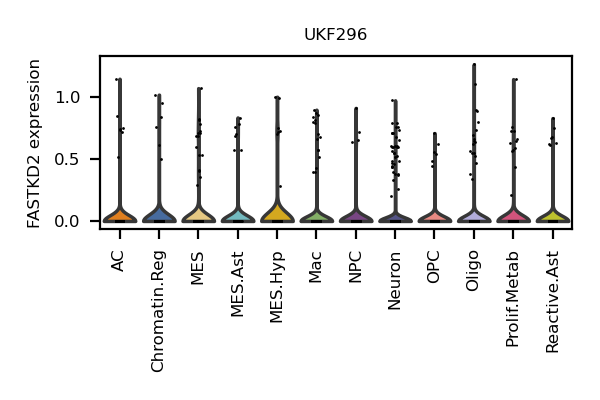 UKF296
FASTKD2 expression
1.0
0.5
0.0
AC
Chromatin.Reg
MES
MES.Ast
MES.Hyp
Mac
NPC
Neuron
OPC
Oligo
Prolif.Metab
Reactive.Ast